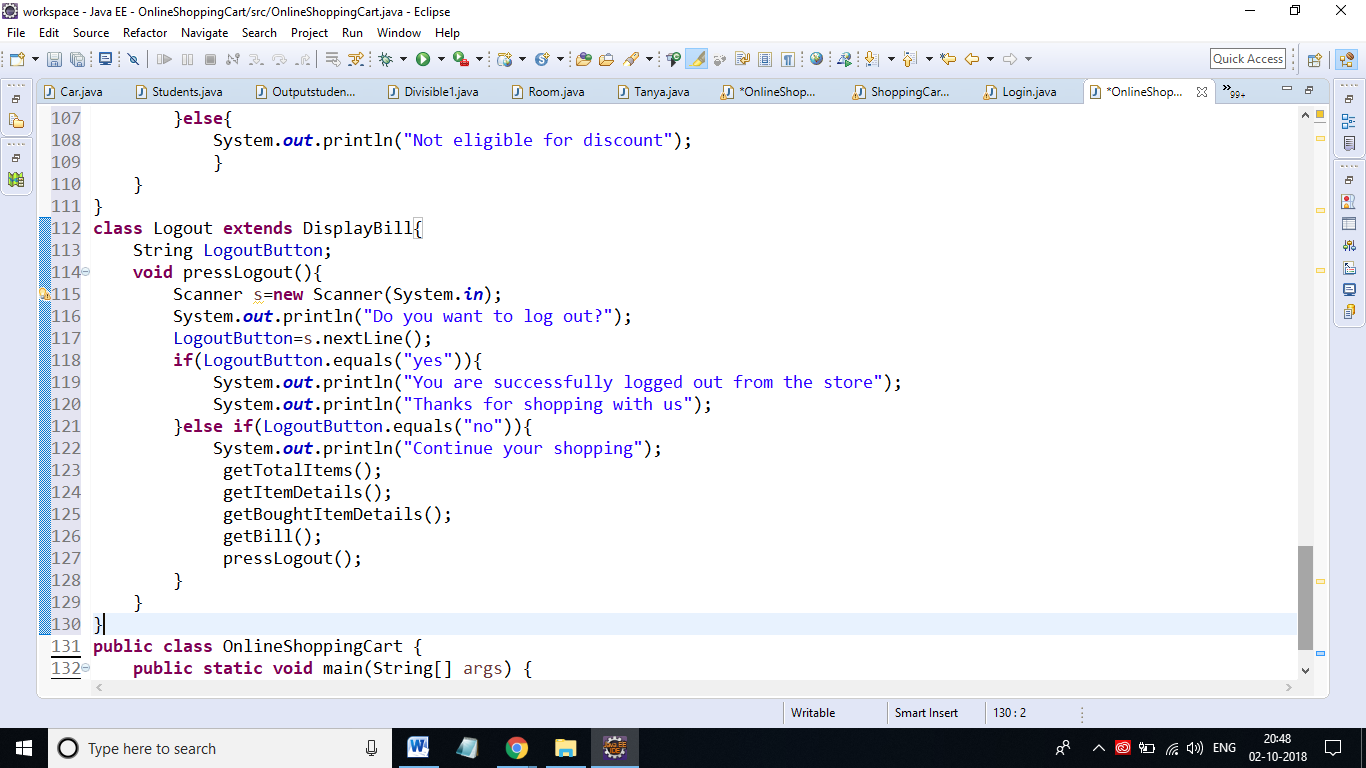 workspace - Java EE - OnlineShoppingCart/src/OnlineShoppingCart.java - Eclipse
File Edit Source Refactor Navigate Search Project Run Window Help
Quick Access
Car.java Students.java Outputstuden... Divisible1.java Room.java Tanya.java *OnlineShop... ShoppingCar... Login.java *OnlineShop... »99+
107 }else{
108 System.out.println("Not eligible for discount");
109 }
110 }
111 }
112 class Logout extends DisplayBill{
113 String LogoutButton;
114 void pressLogout(){
115 Scanner s=new Scanner(System.in);
116 System.out.println("Do you want to log out?");
117 LogoutButton=s.nextLine();
118 if(LogoutButton.equals("yes")){
119 System.out.println("You are successfully logged out from the store");
120 System.out.println("Thanks for shopping with us");
121 }else if(LogoutButton.equals("no")){
122 System.out.println("Continue your shopping");
123 getTotalItems();
124 getItemDetails();
125 getBoughtItemDetails();
126 getBill();
127 pressLogout();
128 }
129 }
130 }
131 public class OnlineShoppingCart {
132 public static void main(String[] args) {
Writable Smart Insert 130 : 2
Type here to search
ENG
20:48
02-10-2018